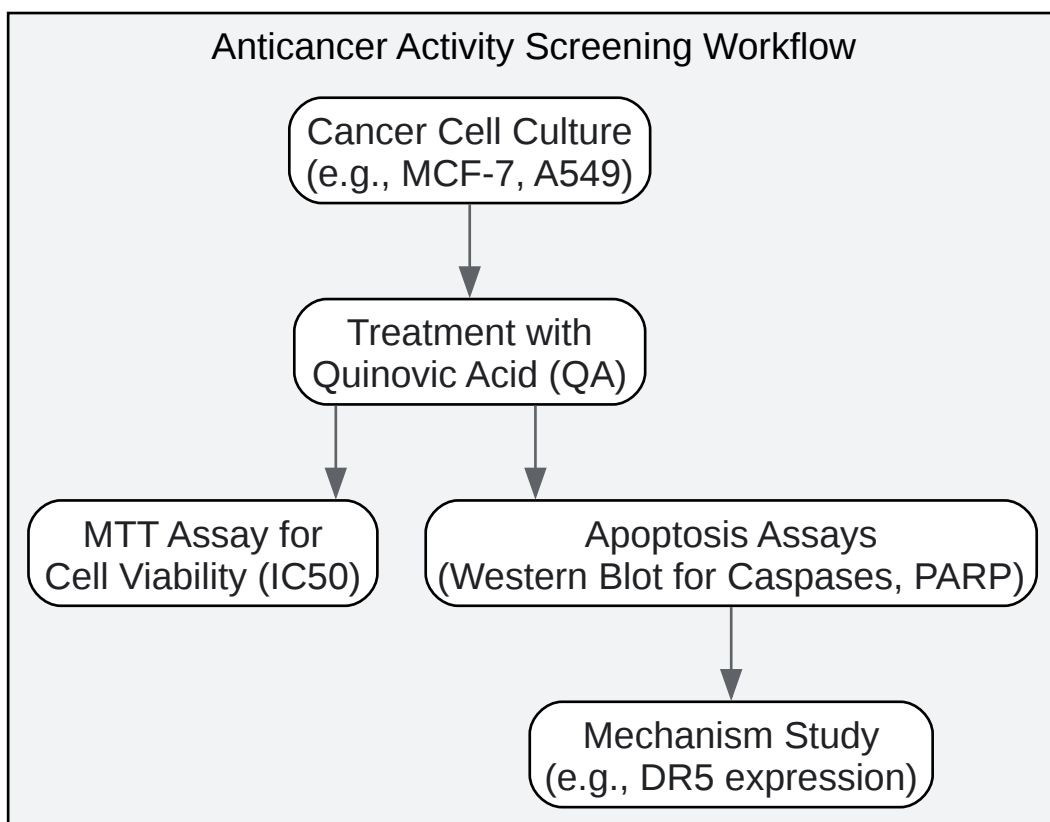 Anticancer Activity Screening Workflow
Cancer Cell Culture
(e.g., MCF-7, A549)
Treatment with
Quinovic Acid (QA)
MTT Assay for
Cell Viability (IC50)
Apoptosis Assays
(Western Blot for Caspases, PARP)
Mechanism Study
(e.g., DR5 expression)